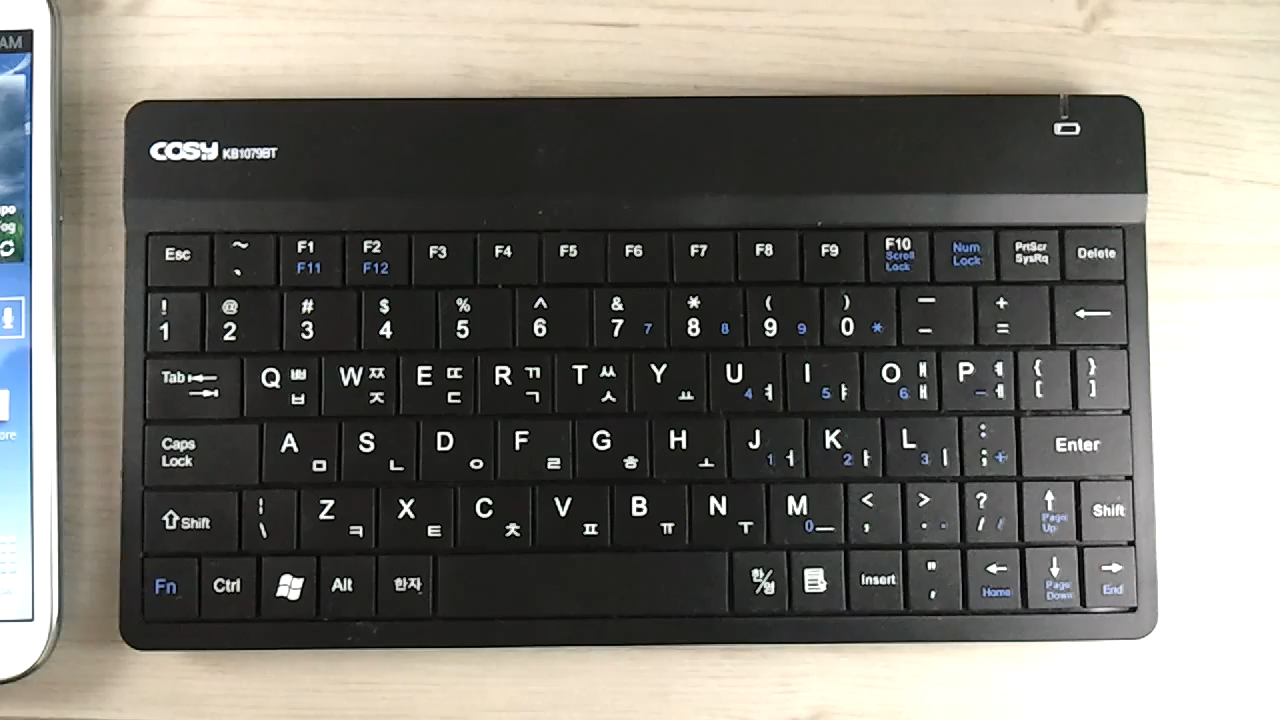 AM
COSY KB1079BT
Esc ~ ` F1 F11 F2 F12 F3 F4 F5 F6 F7 F8 F9 F10 Scroll Lock Num Lock PrtScr SysRq Delete
! 1 @ 2 # 3 $ 4 % 5 ^ 6 & 7 7 * 8 8 ( 9 9 ) 0 * — - + = ←
Tab Q ㅃ ㅂ W ㅉ ㅈ E ㄸ ㄷ R ㄲ ㄱ T ㅆ ㅅ Y ㅛ U 4 ㅕ I 5 ㅑ O ㅒ 6 ㅐ P ㅖ - ㅔ { [ } ]
Caps Lock A ㅁ S ㄴ D ㅇ F ㄹ G ㅎ H ㅗ J 1 ㅓ K 2 ㅏ L 3 ㅣ : ; + Enter
⇧ Shift | \ Z ㅋ X ㅌ C ㅊ V ㅍ B ㅠ N ㅜ M 0 ㅡ < , > . . ? / / ↑ Page Up Shift
Fn Ctrl Alt 한자 한/영 Insert " ' ← Home ↓ Page Down → End